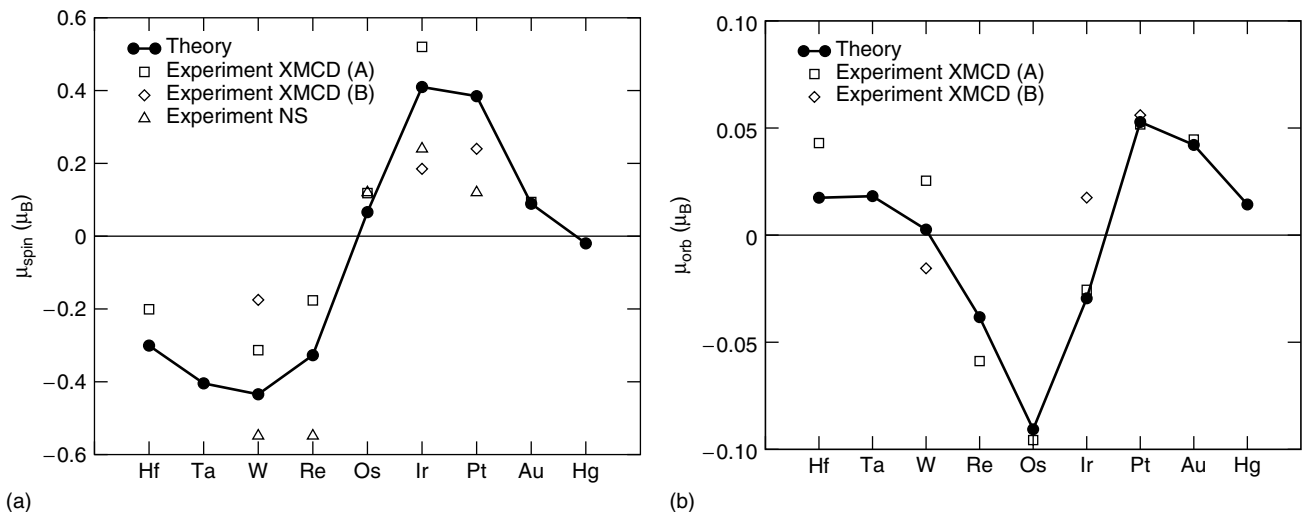 0.6
0.4
0.2
0
−0.2
−0.4
−0.6
μspin (μB)
Theory
Experiment XMCD (A)
Experiment XMCD (B)
Experiment NS
Hf Ta W Re Os Ir Pt Au Hg
(a)
0.10
0.05
0
−0.05
−0.10
μorb (μB)
Theory
Experiment XMCD (A)
Experiment XMCD (B)
Hf Ta W Re Os Ir Pt Au Hg
(b)